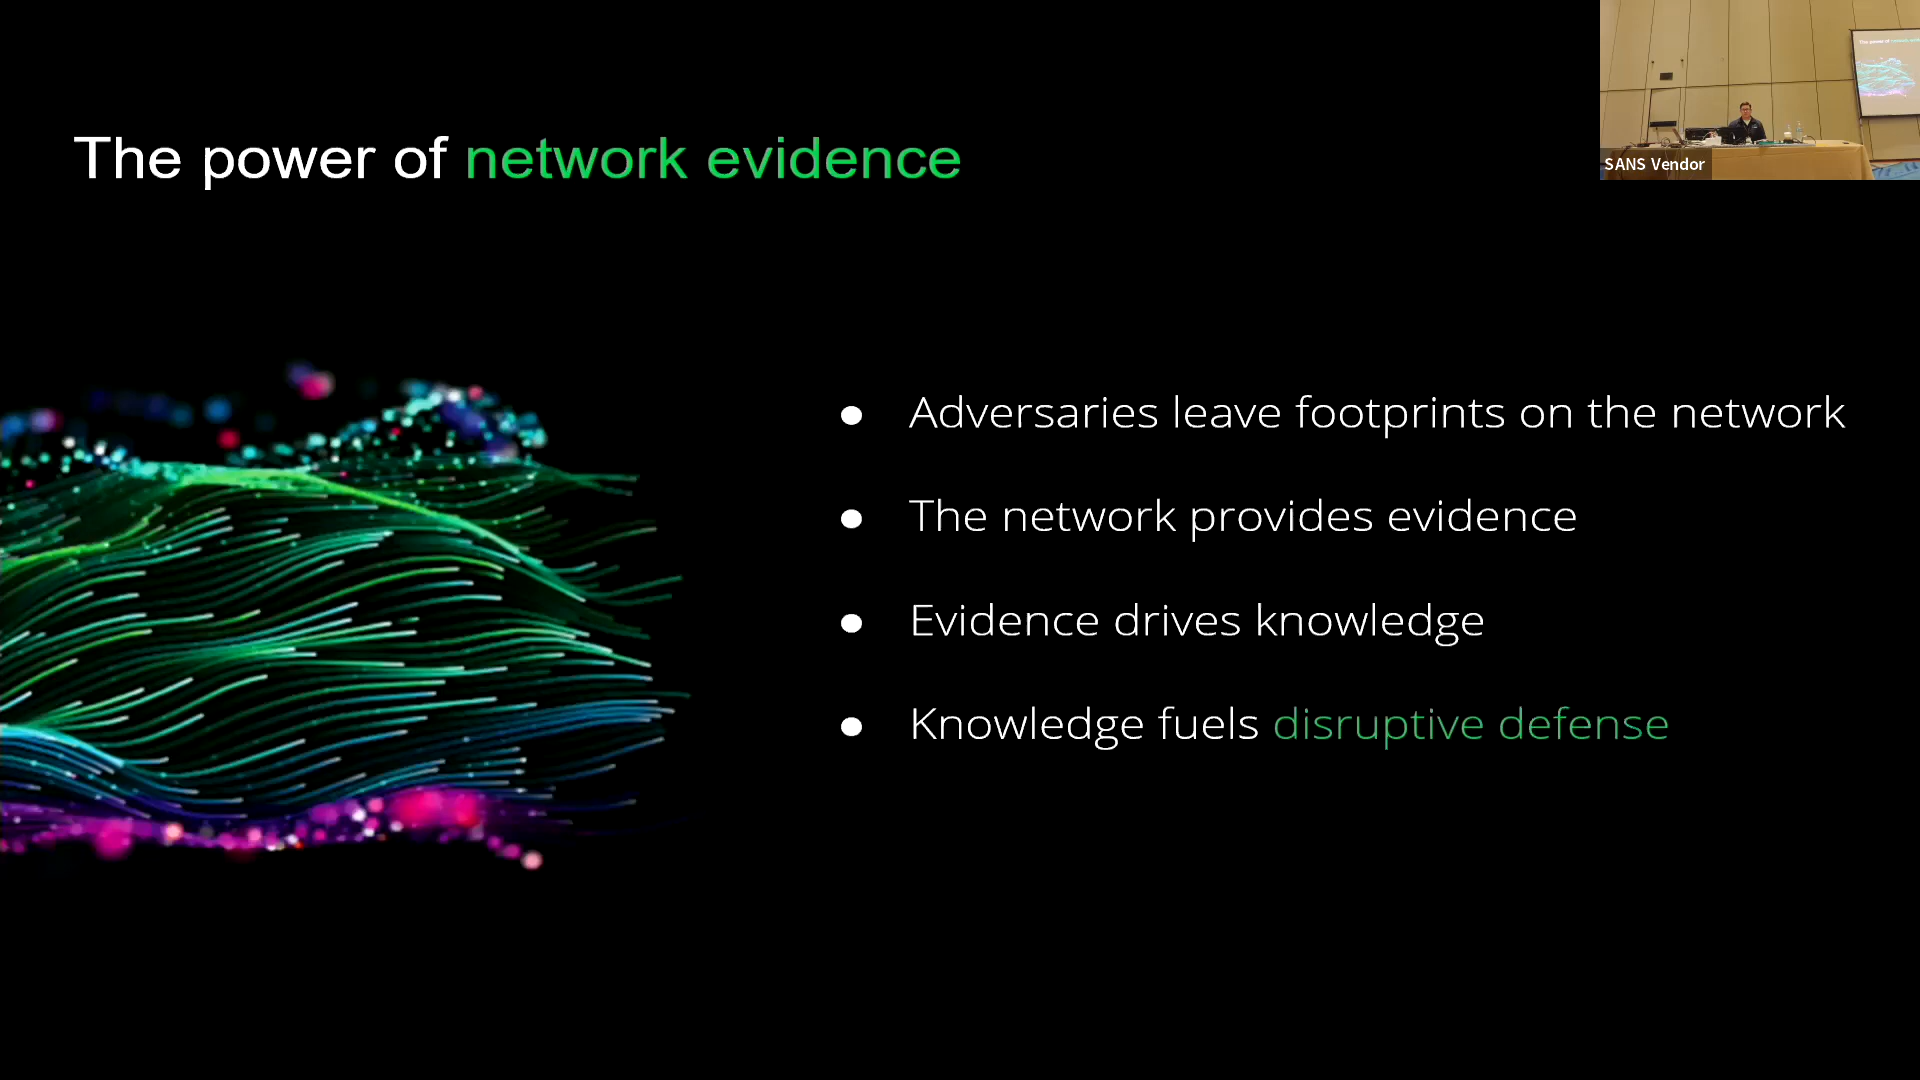 The power of network evidence
SANS Vendor
● Adversaries leave footprints on the network
● The network provides evidence
● Evidence drives knowledge
● Knowledge fuels disruptive defense